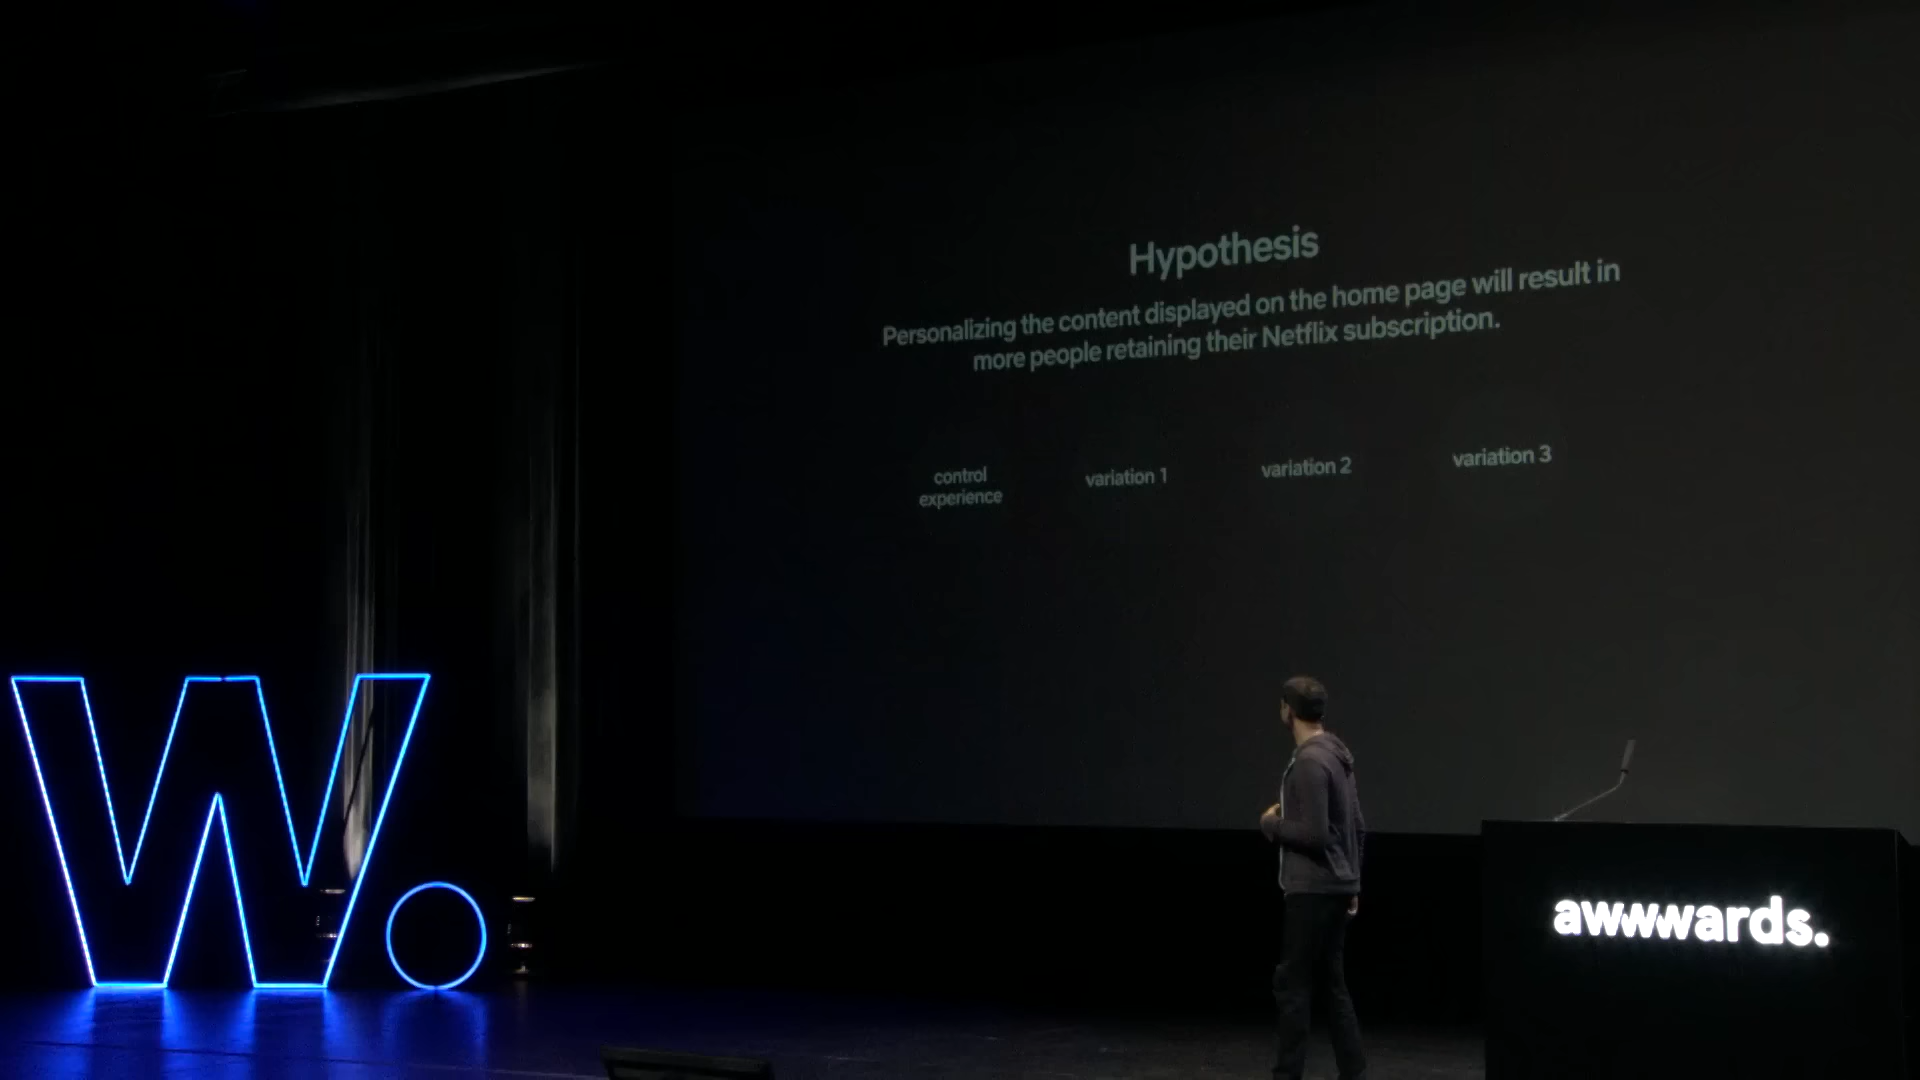 Hypothesis
Personalizing the content displayed on the home page will result in
more people retaining their Netflix subscription.
control
experience
variation 1
variation 2
variation 3
W.
awwwards.